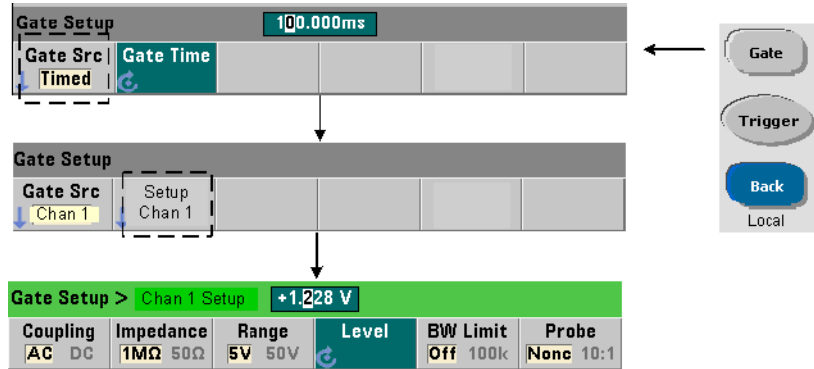 Gate Setup 100.000ms
Gate Src Gate Time
Timed
Gate
Trigger
Back
Local
Gate Setup
Gate Src Setup
Chan 1 Chan 1
Gate Setup > Chan 1 Setup +1.228 V
Coupling Impedance Range Level BW Limit Probe
AC DC 1MΩ 50Ω 5V 50V Off 100k None 10:1